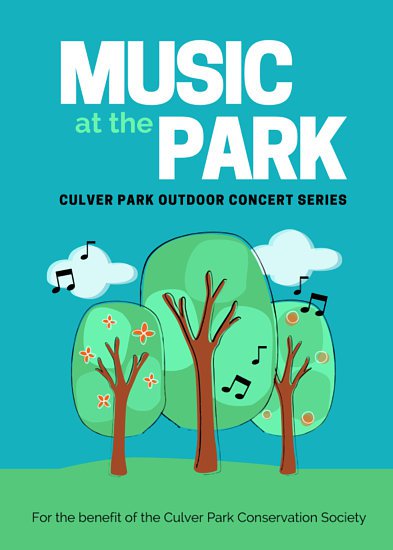 MUSIC
at the
PARK
CULVER PARK OUTDOOR CONCERT SERIES
For the benefit of the Culver Park Conservation Society